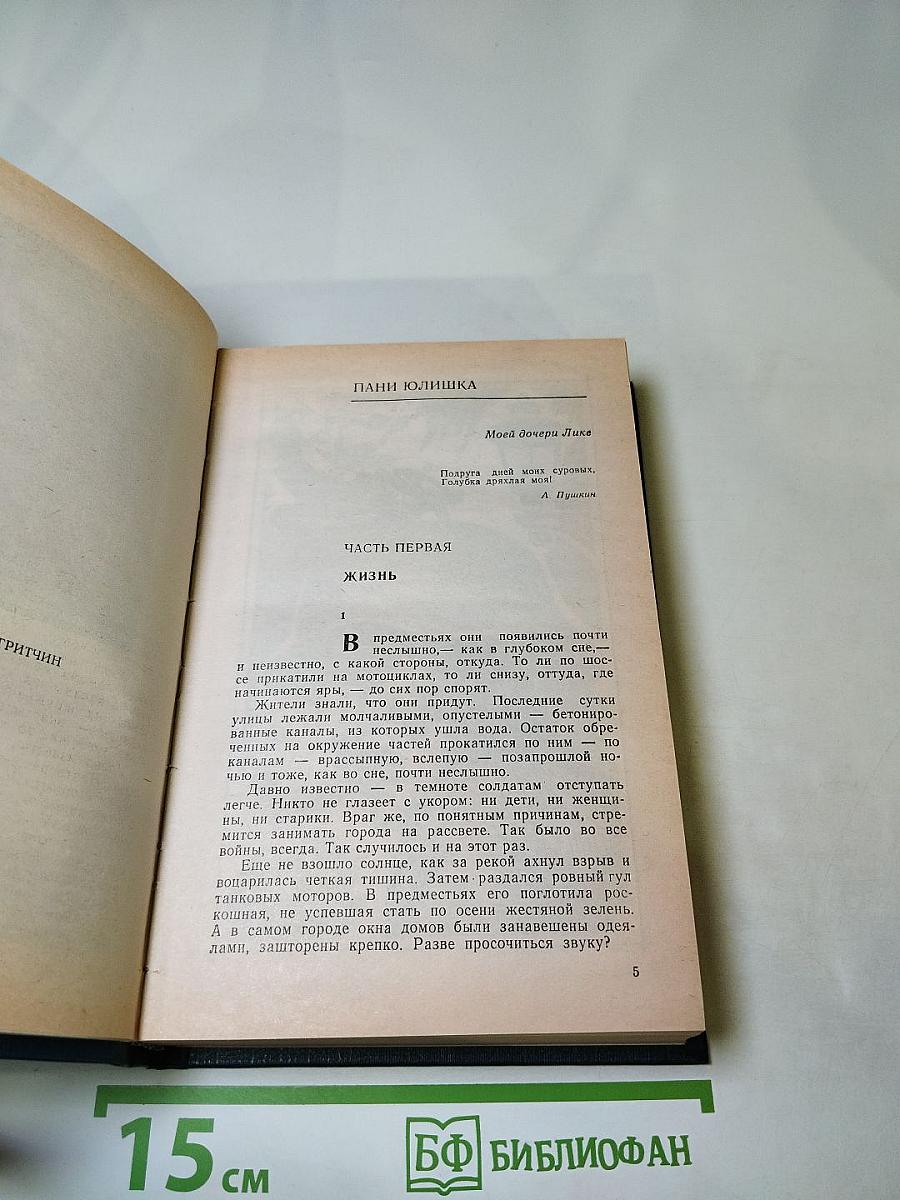 ГРИТЧИН
ПАНИ ЮЛИШКА
Моей дочери Лике
Подруга дней моих суровых,
Голубка дряхлая моя!
А. Пушкин
ЧАСТЬ ПЕРВАЯ
ЖИЗНЬ
1
В предместьях они появились почти
неслышно,— как в глубоком сне,—
и неизвестно, с какой стороны, откуда. То ли по шос-
се прикатили на мотоциклах, то ли снизу, оттуда, где
начинаются яры, — до сих пор спорят.
Жители знали, что они придут. Последние сутки
улицы лежали молчаливыми, опустелыми — бетониро-
ванные каналы, из которых ушла вода. Остаток обре-
ченных на окружение частей прокатился по ним — по
каналам — врассыпную, вслепую — позапрошлой но-
чью и тоже, как во сне, почти неслышно.
Давно известно — в темноте солдатам отступать
легче. Никто не глазеет с укором: ни дети, ни женщи-
ны, ни старики. Враг же, по понятным причинам, стре-
мится занимать города на рассвете. Так было во все
войны, всегда. Так случилось и на этот раз.
Еще не взошло солнце, как за рекой ахнул взрыв и
воцарилась четкая тишина. Затем раздался ровный гул
танковых моторов. В предместьях его поглотила рос-
кошная, не успевшая стать по осени жестяной зелень.
А в самом городе окна домов были занавешены одея-
лами, зашторены крепко. Разве просочиться звуку?
5
15 см
БФ БИБЛИОФАН